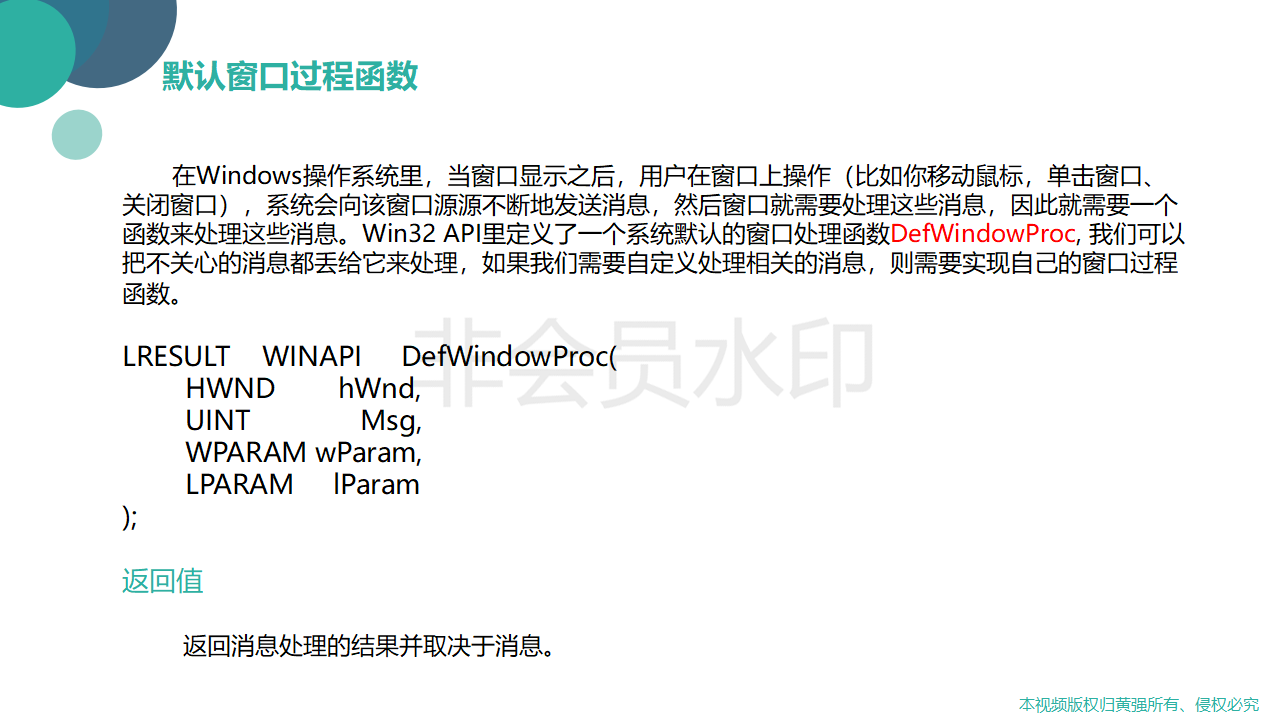 默认窗口过程函数
在Windows操作系统里，当窗口显示之后，用户在窗口上操作（比如你移动鼠标，单击窗口、
关闭窗口），系统会向该窗口源源不断地发送消息，然后窗口就需要处理这些消息，因此就需要一个
函数来处理这些消息。Win32 API里定义了一个系统默认的窗口处理函数DefWindowProc, 我们可以
把不关心的消息都丢给它来处理，如果我们需要自定义处理相关的消息，则需要实现自己的窗口过程
函数。
非会员水印
LRESULT WINAPI DefWindowProc(
HWND hWnd,
UINT Msg,
WPARAM wParam,
LPARAM lParam
);
返回值
返回消息处理的结果并取决于消息。
本视频版权归黄强所有、侵权必究